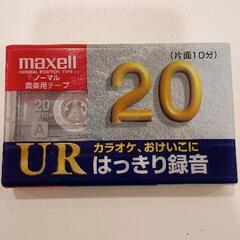 maxell
NORMAL POSITION TYPE I
ノーマル
音楽用テープ
20
(片面10分)
20
A
UR
カラオケ、おけいこに
はっきり録音